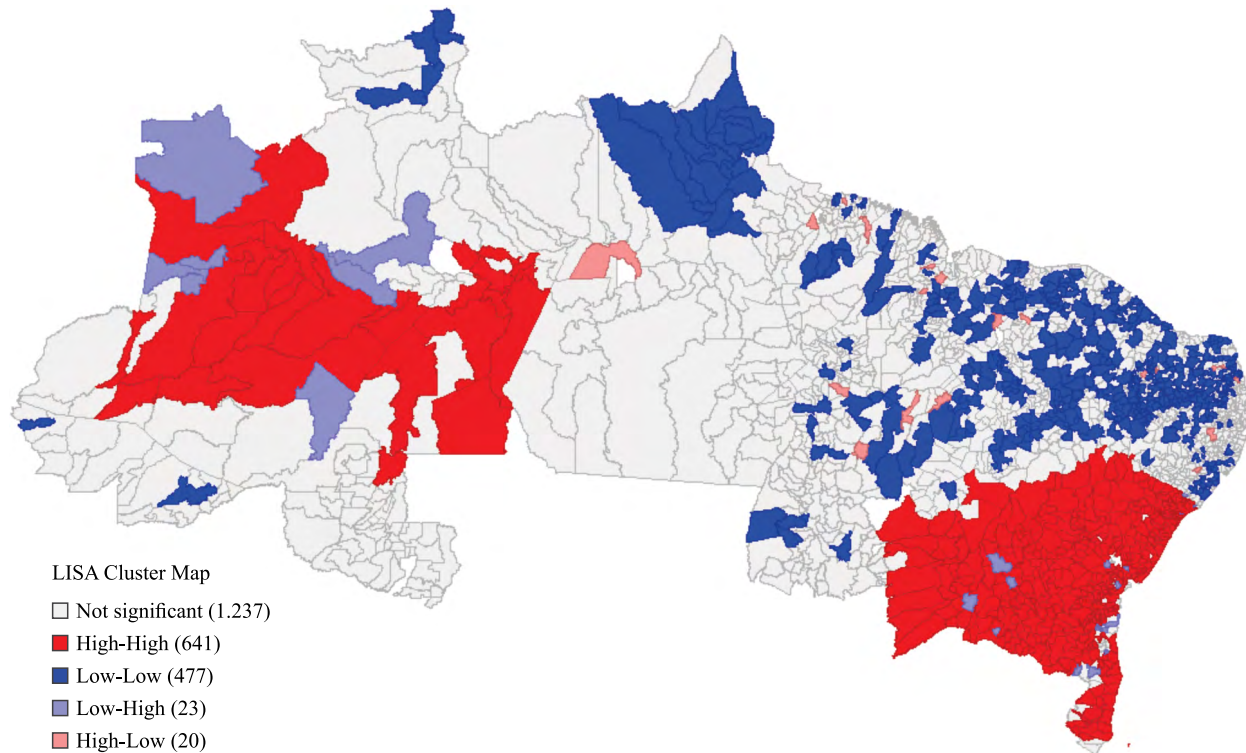 LISA Cluster Map
Not significant (1.237)
High-High (641)
Low-Low (477)
Low-High (23)
High-Low (20)